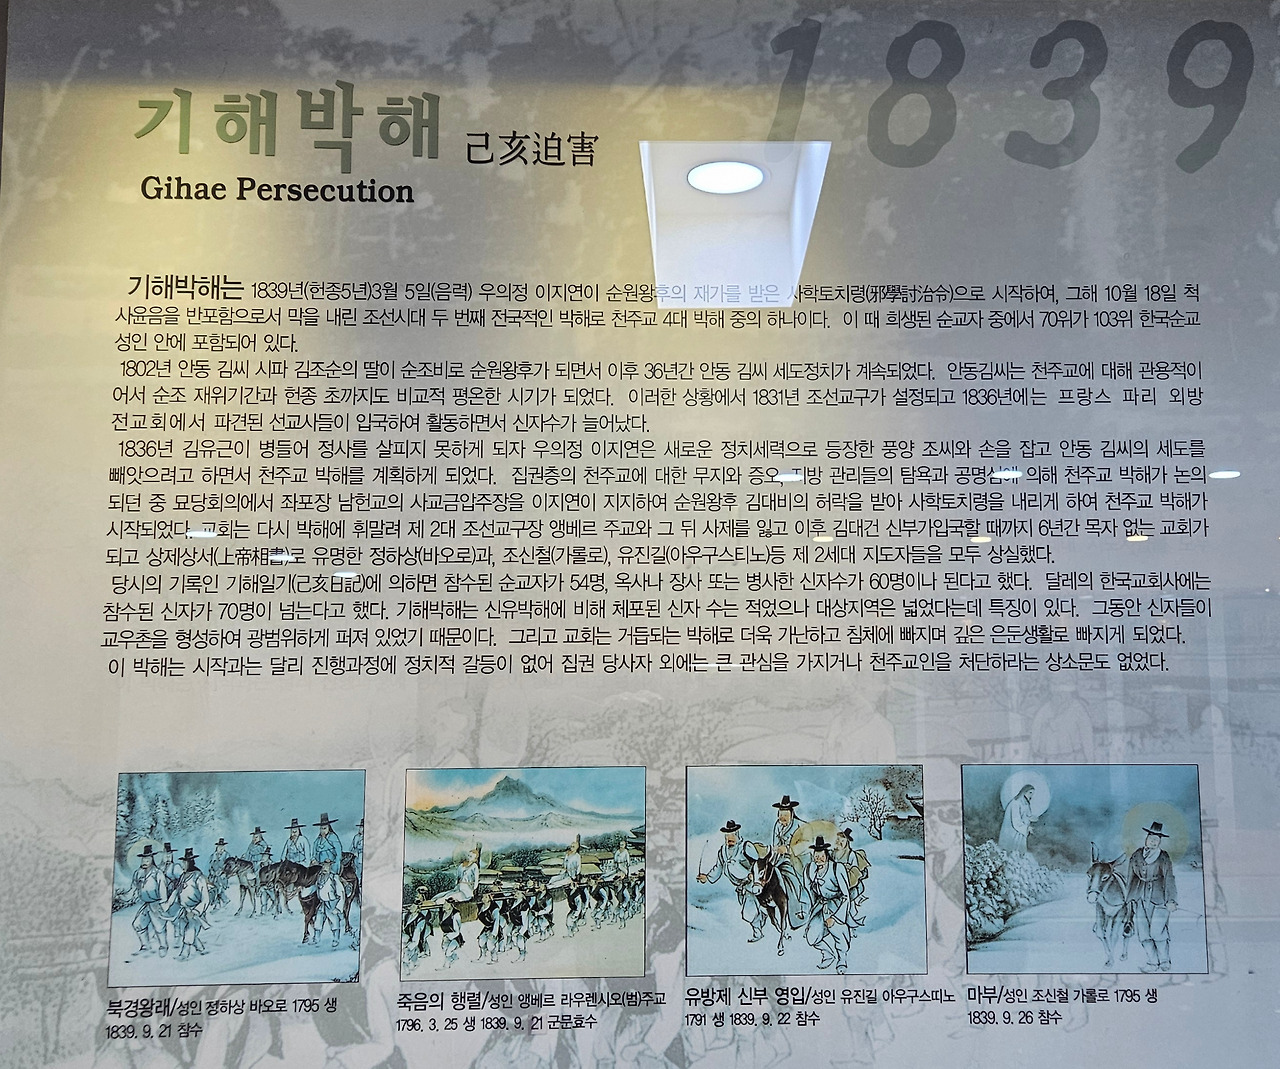 1839
기해박해 己亥迫害
Gihae Persecution
기해박해는 1839년(헌종5년)3월 5일(음력) 우의정 이지연이 순원왕후의 재가를 받은 사학토치령(邪學討治令)으로 시작하여, 그해 10월 18일 척
사윤음을 반포함으로서 막을 내린 조선시대 두 번째 전국적인 박해로 천주교 4대 박해 중의 하나이다. 이 때 희생된 순교자 중에서 70위가 103위 한국순교
성인 안에 포함되어 있다.
1802년 안동 김씨 시파 김조순의 딸이 순조비로 순원왕후가 되면서 이후 36년간 안동 김씨 세도정치가 계속되었다. 안동김씨는 천주교에 대해 관용적이
어서 순조 재위기간과 헌종 초까지도 비교적 평온한 시기가 되었다. 이러한 상황에서 1831년 조선교구가 설정되고 1836년에는 프랑스 파리 외방
전교회에서 파견된 선교사들이 입국하여 활동하면서 신자수가 늘어났다.
1836년 김유근이 병들어 정사를 살피지 못하게 되자 우의정 이지연은 새로운 정치세력으로 등장한 풍양 조씨와 손을 잡고 안동 김씨의 세도를
빼앗으려고 하면서 천주교 박해를 계획하게 되었다. 집권층의 천주교에 대한 무지와 증오, 지방 관리들의 탐욕과 공명심에 의해 천주교 박해가 논의
되던 중 묘당회의에서 좌포장 남헌교의 사교금압주장을 이지연이 지지하여 순원왕후 김대비의 허락을 받아 사학토치령을 내리게 하여 천주교 박해가
시작되었다. 교회는 다시 박해에 휘말려 제 2대 조선교구장 앵베르 주교와 그 뒤 사제를 잃고 이후 김대건 신부가입국할 때까지 6년간 목자 없는 교회가
되고 상제상서(上帝相書)로 유명한 정하상(바오로)과, 조신철(가롤로), 유진길(아우구스티노)등 제 2세대 지도자들을 모두 상실했다.
당시의 기록인 기해일기(己亥日記)에 의하면 참수된 순교자가 54명, 옥사나 장사 또는 병사한 신자수가 60명이나 된다고 했다. 달레의 한국교회사에는
참수된 신자가 70명이 넘는다고 했다. 기해박해는 신유박해에 비해 체포된 신자 수는 적었으나 대상지역은 넓었다는데 특징이 있다. 그동안 신자들이
교우촌을 형성하여 광범위하게 퍼져 있었기 때문이다. 그리고 교회는 거듭되는 박해로 더욱 가난하고 침체에 빠지며 깊은 은둔생활로 빠지게 되었다.
이 박해는 시작과는 달리 진행과정에 정치적 갈등이 없어 집권 당사자 외에는 큰 관심을 가지거나 천주교인을 처단하라는 상소문도 없었다.
북경왕래/성인 정하상 바오로 1795 생
1839. 9. 21 참수
죽음의 행렬/성인 앵베르 라우렌시오(범)주교
1796. 3. 25 생 1839. 9. 21 군문효수
유방제 신부 영입/성인 유진길 아우구스띠노
1791 생 1839. 9. 22 참수
마부/성인 조신철 가롤로 1795 생
1839. 9. 26 참수